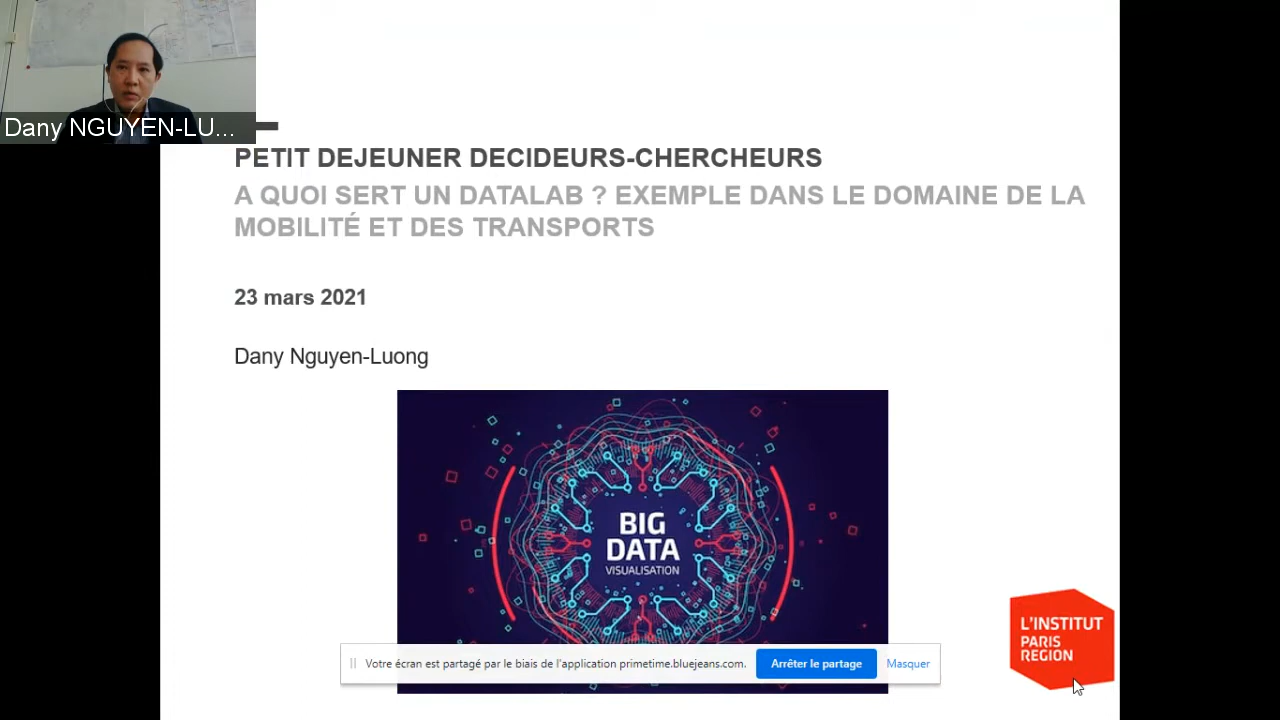 Dany NGUYEN-LU...
PETIT DEJEUNER DECIDEURS-CHERCHEURS
A QUOI SERT UN DATALAB ? EXEMPLE DANS LE DOMAINE DE LA
MOBILITÉ ET DES TRANSPORTS
23 mars 2021
Dany Nguyen-Luong
BIG
DATA
VISUALISATION
L'INSTITUT
PARIS
REGION
Votre écran est partagé par le biais de l'application primetime.bluejeans.com.
Arrêter le partage
Masquer